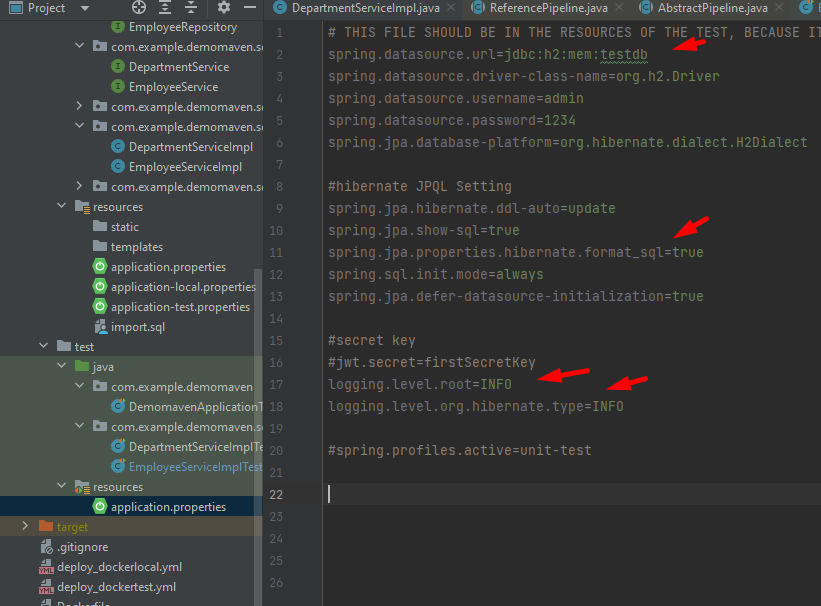 Project
EmployeeRepository
com.example.demomaven.se
DepartmentService
EmployeeService
com.example.demomaven.se
com.example.demomaven.se
DepartmentServiceImpl
EmployeeServiceImpl
com.example.demomaven.se
resources
static
templates
application.properties
application-local.properties
application-test.properties
import.sql
test
java
com.example.demomaven
DemomavenApplicationT
com.example.demomaven.se
DepartmentServiceImplTe
EmployeeServiceImplTest
resources
application.properties
target
.gitignore
deploy_dockerlocal.yml
deploy_dockertest.yml
Dockerfile
DepartmentServiceImpl.java
ReferencePipeline.java
AbstractPipeline.java
1 # THIS FILE SHOULD BE IN THE RESOURCES OF THE TEST, BECAUSE IT
2 spring.datasource.url=jdbc:h2:mem:testdb
3 spring.datasource.driver-class-name=org.h2.Driver
4 spring.datasource.username=admin
5 spring.datasource.password=1234
6 spring.jpa.database-platform=org.hibernate.dialect.H2Dialect
7
8 #hibernate JPQL Setting
9 spring.jpa.hibernate.ddl-auto=update
10 spring.jpa.show-sql=true
11 spring.jpa.properties.hibernate.format_sql=true
12 spring.sql.init.mode=always
13 spring.jpa.defer-datasource-initialization=true
14
15 #secret key
16 #jwt.secret=firstSecretKey
17 logging.level.root=INFO
18 logging.level.org.hibernate.type=INFO
19
20 #spring.profiles.active=unit-test
21
22
23
24
25
26